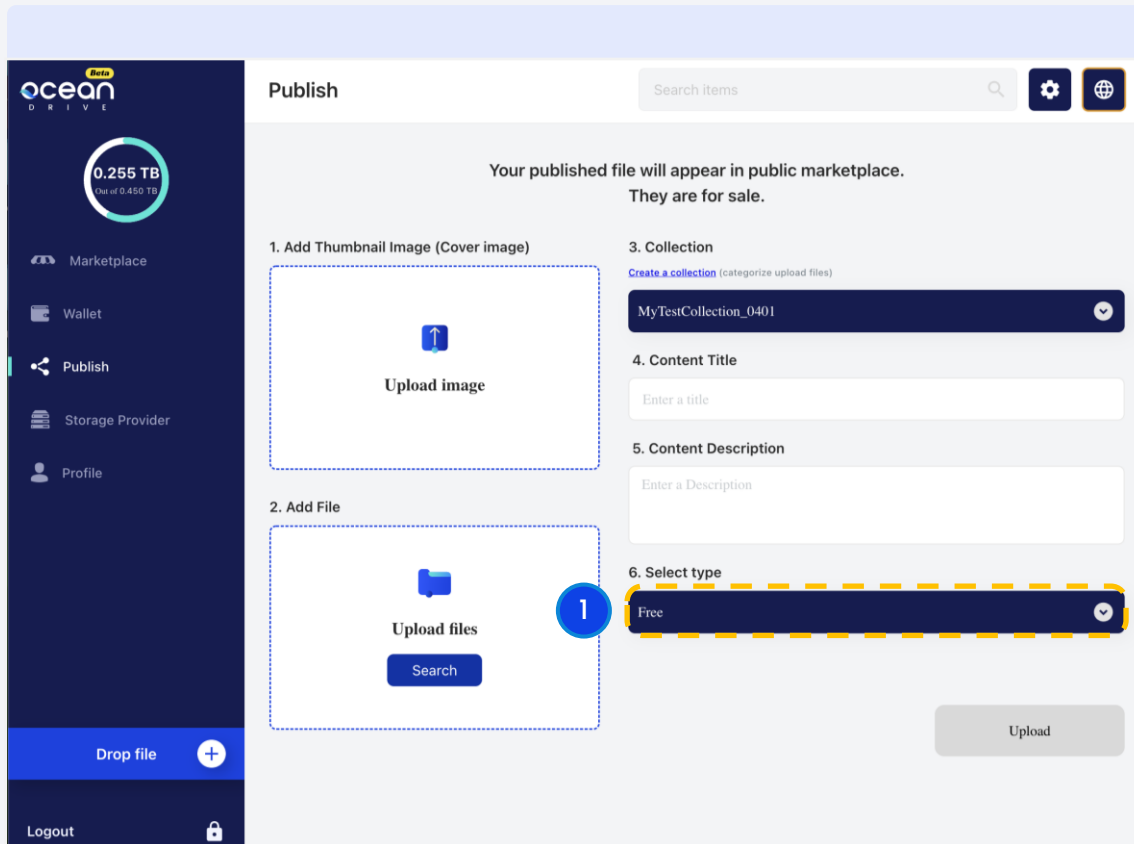 Beta
ocean
DRIVE
0.255 TB
Out of 0.450 TB
Marketplace
Wallet
Publish
Storage Provider
Profile
Drop file
Logout
Publish
Search items
Your published file will appear in public marketplace.
They are for sale.
1. Add Thumbnail Image (Cover image)
Upload image
2. Add File
Upload files
Search
3. Collection
Create a collection (categorize upload files)
MyTestCollection_0401
4. Content Title
Enter a title
5. Content Description
Enter a Description
6. Select type
1
Free
Upload